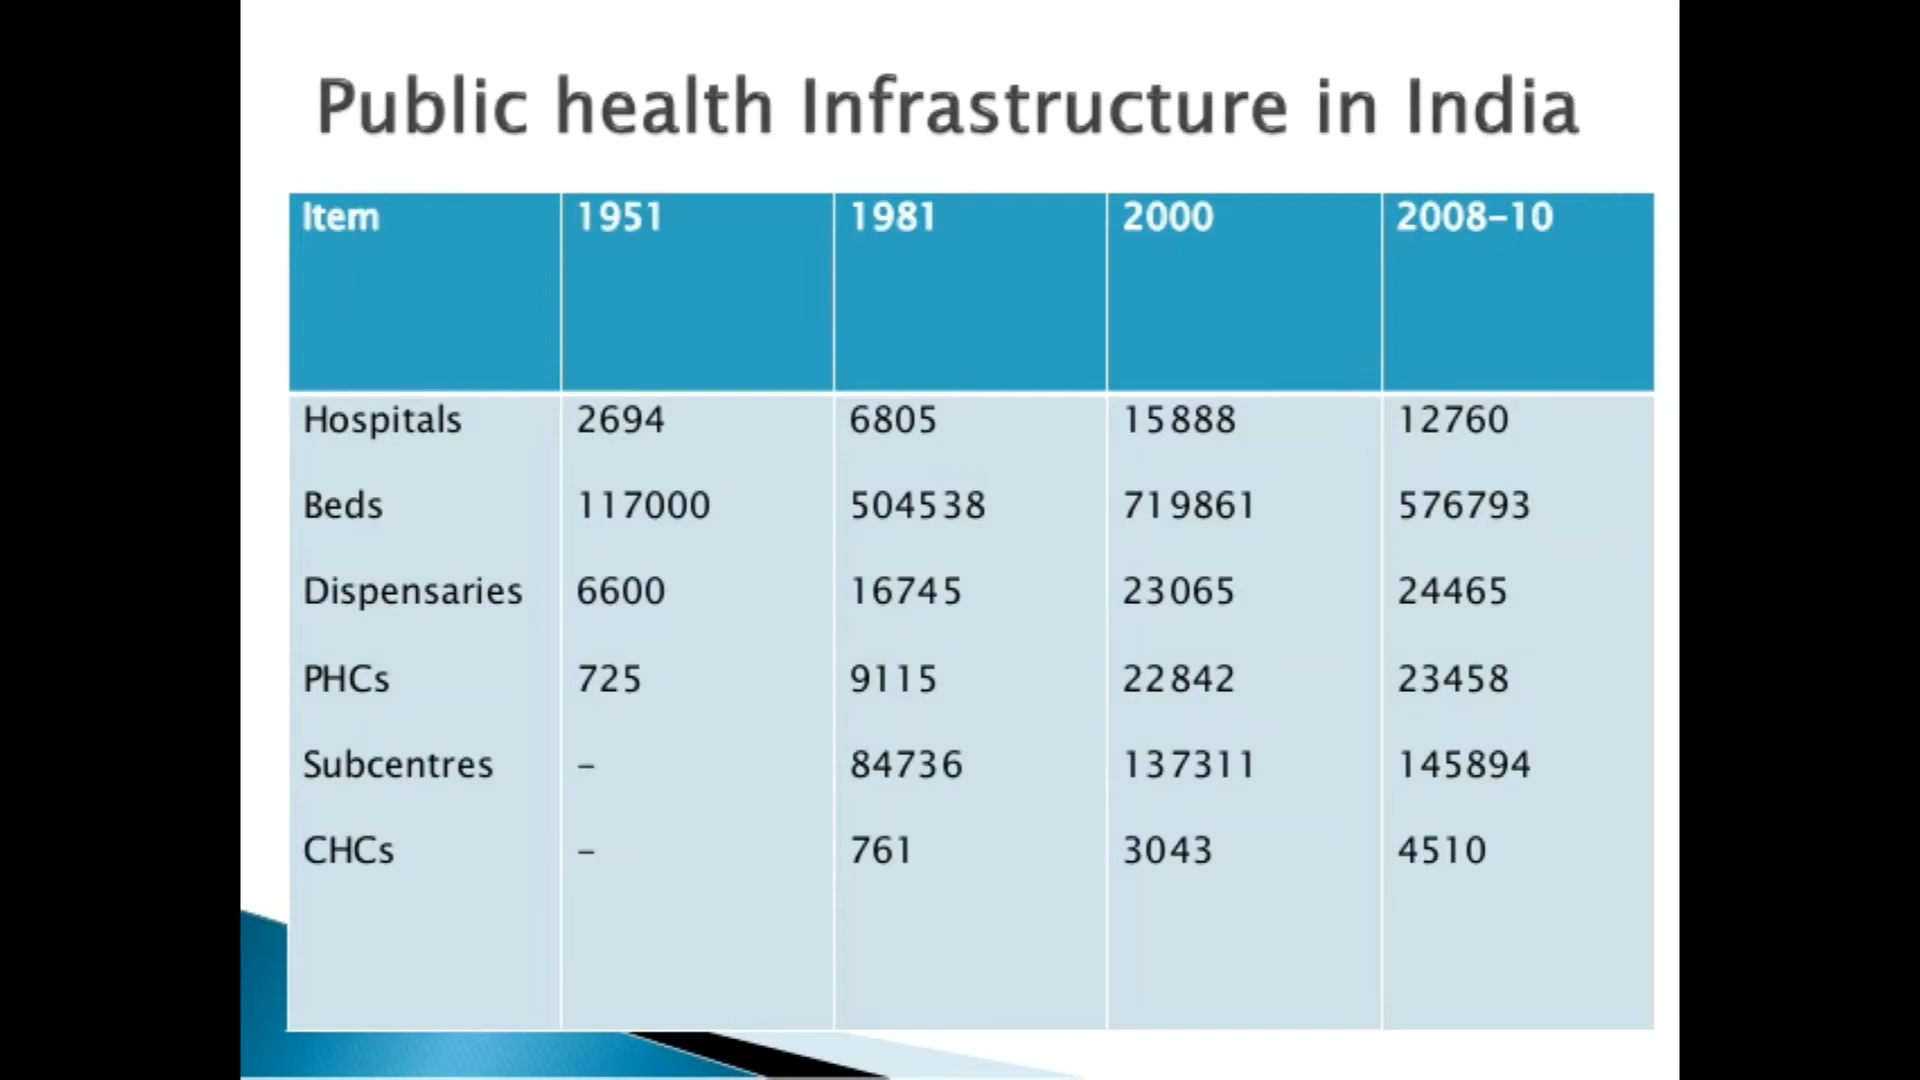 Public health Infrastructure in India
Item 1951 1981 2000 2008-10
Hospitals 2694 6805 15888 12760
Beds 117000 504538 719861 576793
Dispensaries 6600 16745 23065 24465
PHCs 725 9115 22842 23458
Subcentres - 84736 137311 145894
CHCs - 761 3043 4510